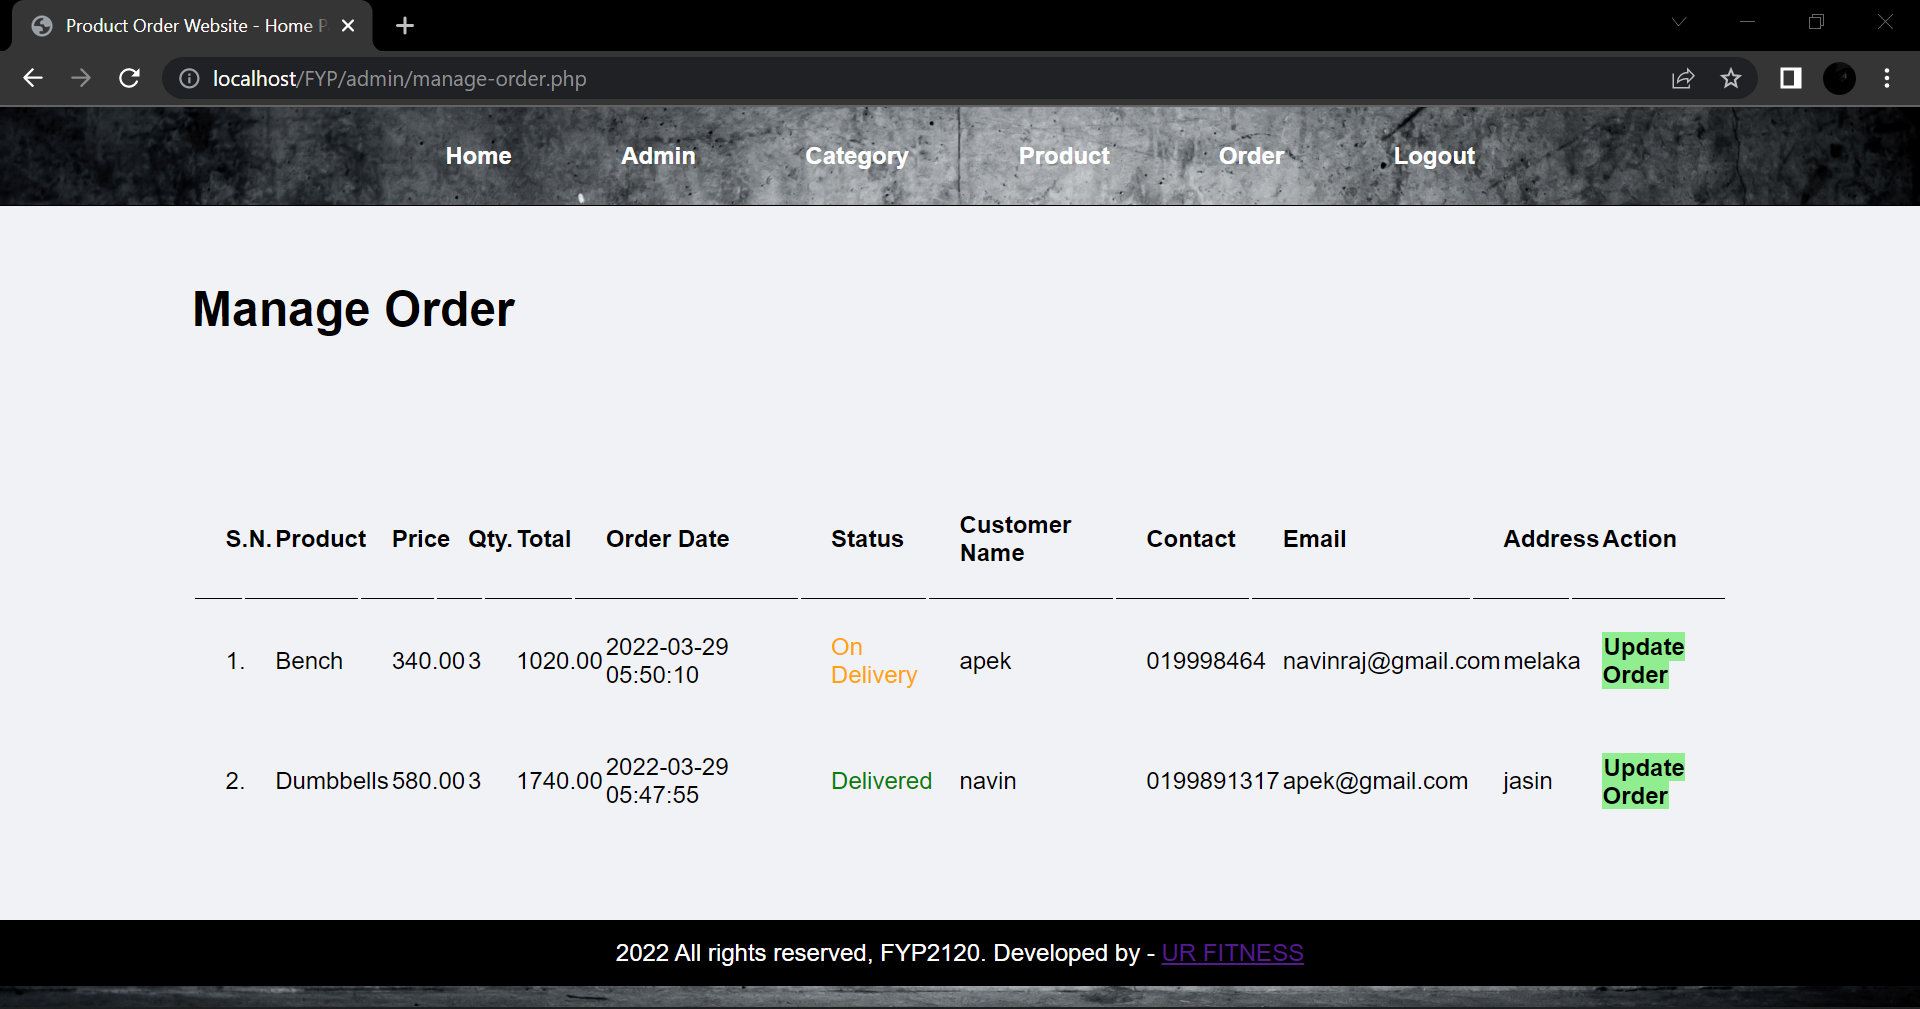 Product Order Website - Home P
localhost/FYP/admin/manage-order.php
Home Admin Category Product Order Logout
Manage Order
S.N. Product Price Qty. Total Order Date Status Customer Name Contact Email Address Action
1. Bench 340.00 3 1020.00 2022-03-29 05:50:10 On Delivery apek 019998464 navinraj@gmail.com melaka Update Order
2. Dumbbells 580.00 3 1740.00 2022-03-29 05:47:55 Delivered navin 0199891317 apek@gmail.com jasin Update Order
2022 All rights reserved, FYP2120. Developed by - UR FITNESS